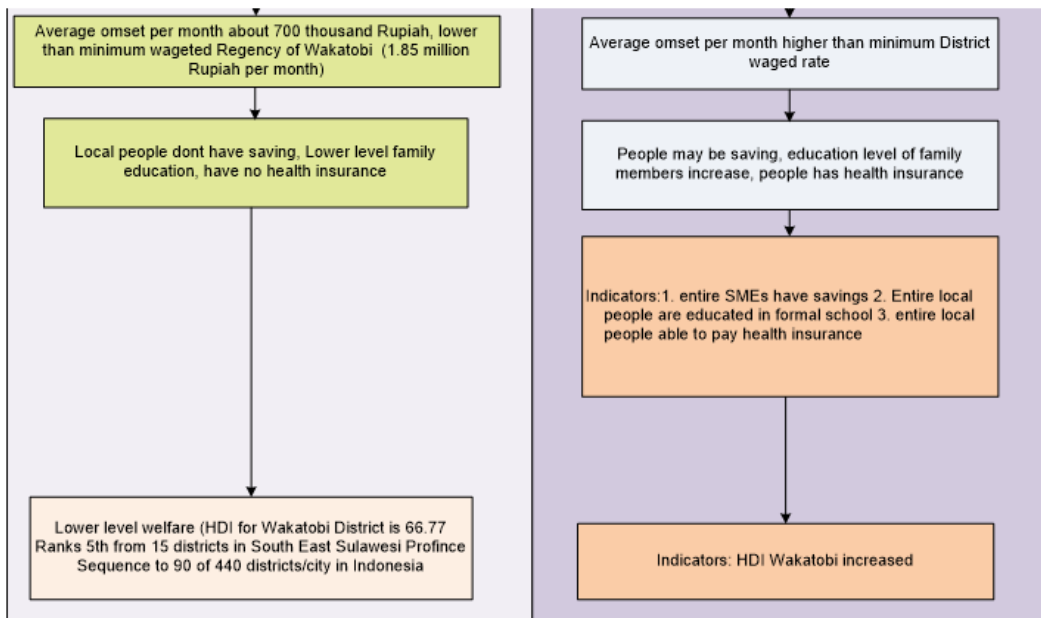 Average omset per month about 700 thousand Rupiah, lower
than minimum wageted Regency of Wakatobi (1.85 million
Rupiah per month)
Local people dont have saving, Lower level family
education, have no health insurance
Lower level welfare (HDI for Wakatobi District is 66.77
Ranks 5th from 15 districts in South East Sulawesi Profince
Sequence to 90 of 440 districts/city in Indonesia
Average omset per month higher than minimum District
waged rate
People may be saving, education level of family
members increase, people has health insurance
Indicators:1. entire SMEs have savings 2. Entire local
people are educated in formal school 3. entire local
people able to pay health insurance
Indicators: HDI Wakatobi increased